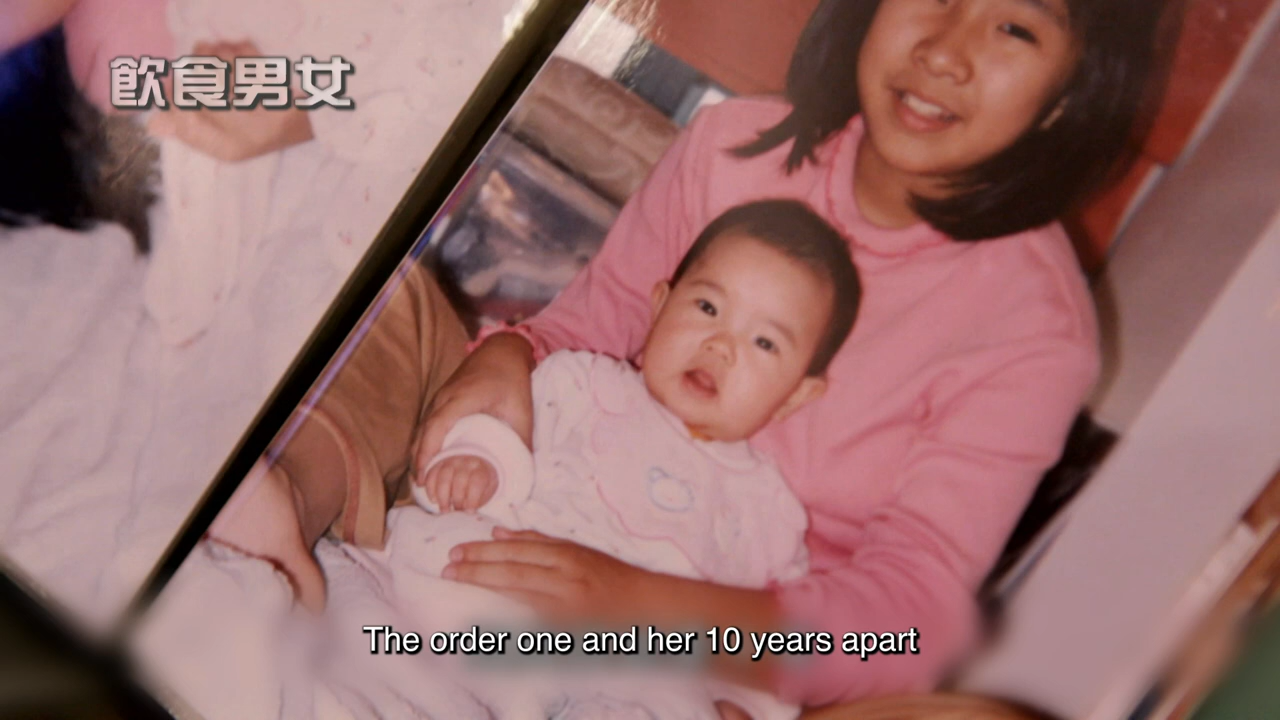 飲食男女
The order one and her 10 years apart